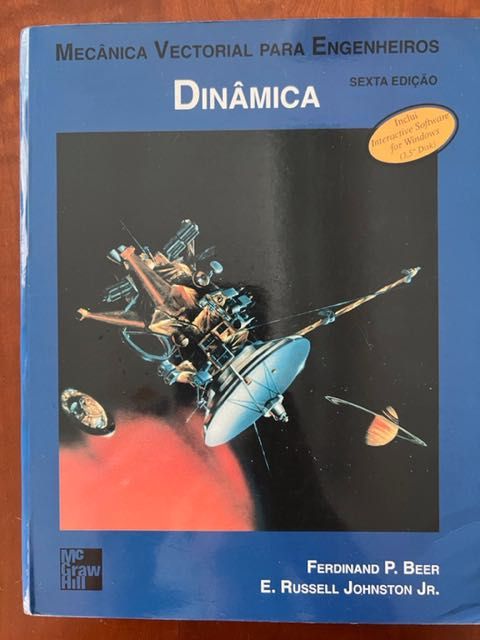 MECÂNICA VECTORIAL PARA ENGENHEIROS
DINÂMICA
SEXTA EDIÇÃO
Inclui
Interactive Software
for Windows
(3,5" Disk)
Mc
Graw
Hill
FERDINAND P. BEER
E. RUSSELL JOHNSTON JR.